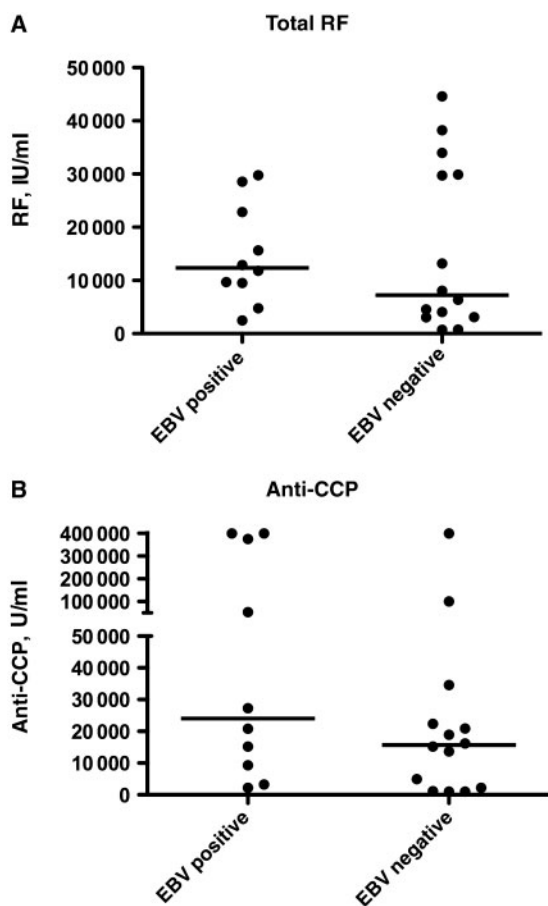 A
Total RF
50 000
40 000
30 000
20 000
10 000
0
RF, IU/ml
EBV positive
EBV negative
B
Anti-CCP
400 000
300 000
200 000
100 000
50 000
40 000
30 000
20 000
10 000
0
Anti-CCP, U/ml
EBV positive
EBV negative